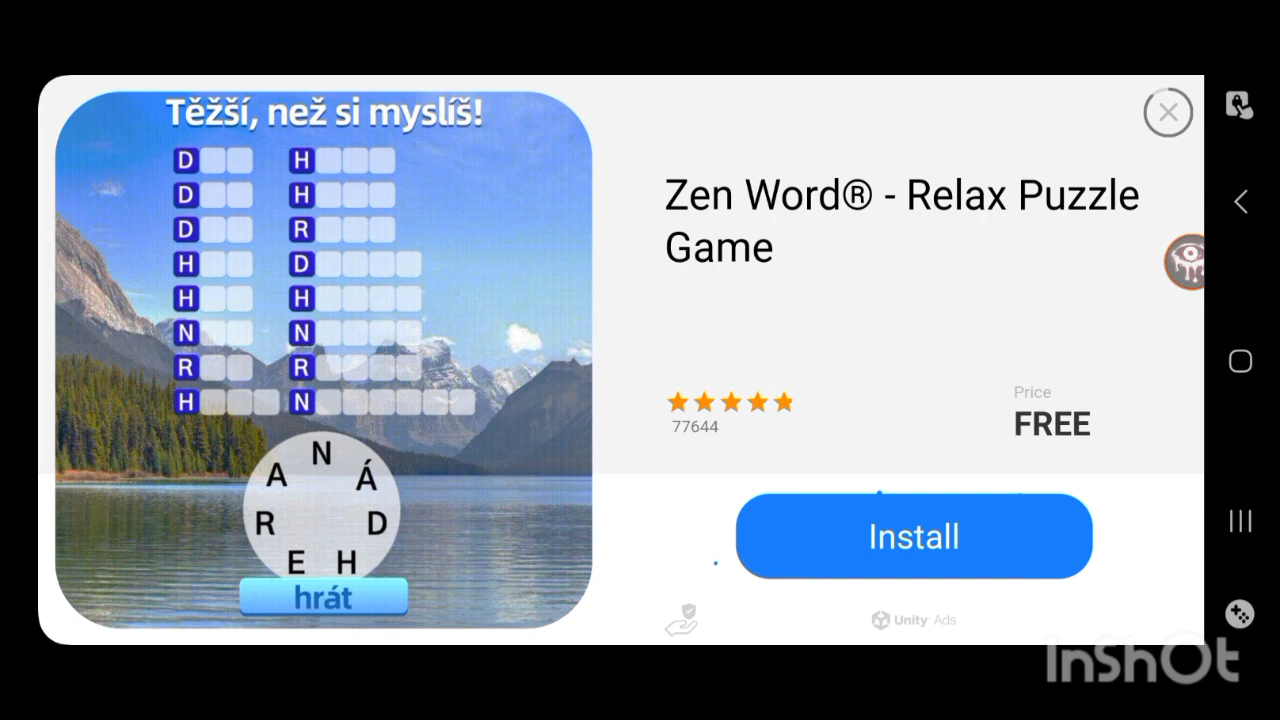 Těžší, než si myslíš!
D H
D H
D R
H D
H H
N N
R R
H N
N
A Á
R D
E H
hrát
Zen Word® - Relax Puzzle
Game
77644
Price
FREE
Install
Unity Ads
InShOt